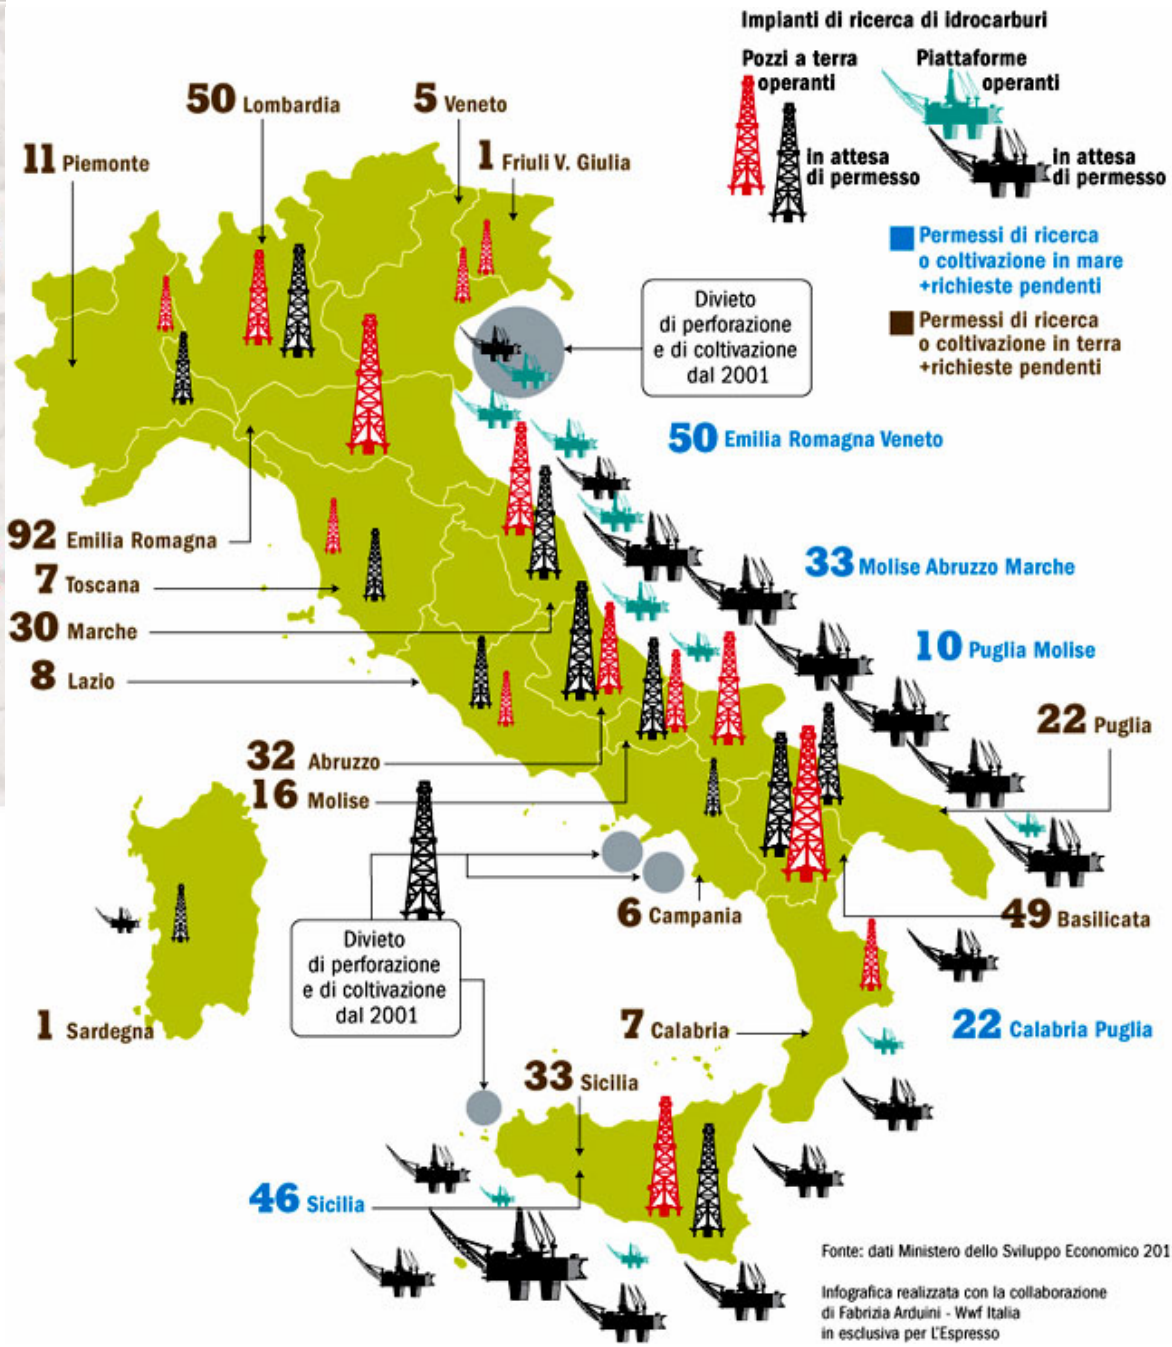 Impianti di ricerca di idrocarburi
Pozzi a terra
operanti
in attesa
di permesso
Piattaforme
operanti
in attesa
di permesso
Permessi di ricerca
o coltivazione in mare
+richieste pendenti
Permessi di ricerca
o coltivazione in terra
+richieste pendenti
50 Lombardia
5 Veneto
11 Piemonte
1 Friuli V. Giulia
Divieto
di perforazione
e di coltivazione
dal 2001
50 Emilia Romagna Veneto
92 Emilia Romagna
33 Molise Abruzzo Marche
7 Toscana
30 Marche
10 Puglia Molise
8 Lazio
22 Puglia
32 Abruzzo
16 Molise
6 Campania
49 Basilicata
Divieto
di perforazione
e di coltivazione
dal 2001
1 Sardegna
7 Calabria
22 Calabria Puglia
33 Sicilia
46 Sicilia
Fonte: dati Ministero dello Sviluppo Economico 201
Infografica realizzata con la collaborazione
di Fabrizia Arduini - Wwf Italia
in esclusiva per L'Espresso